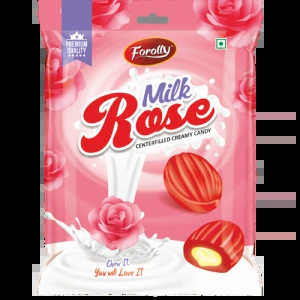 PREMIUM
QUALITY
Forolly
Milk
Rose
CENTERFILLED CREAMY CANDY
Chew It
You will Love It